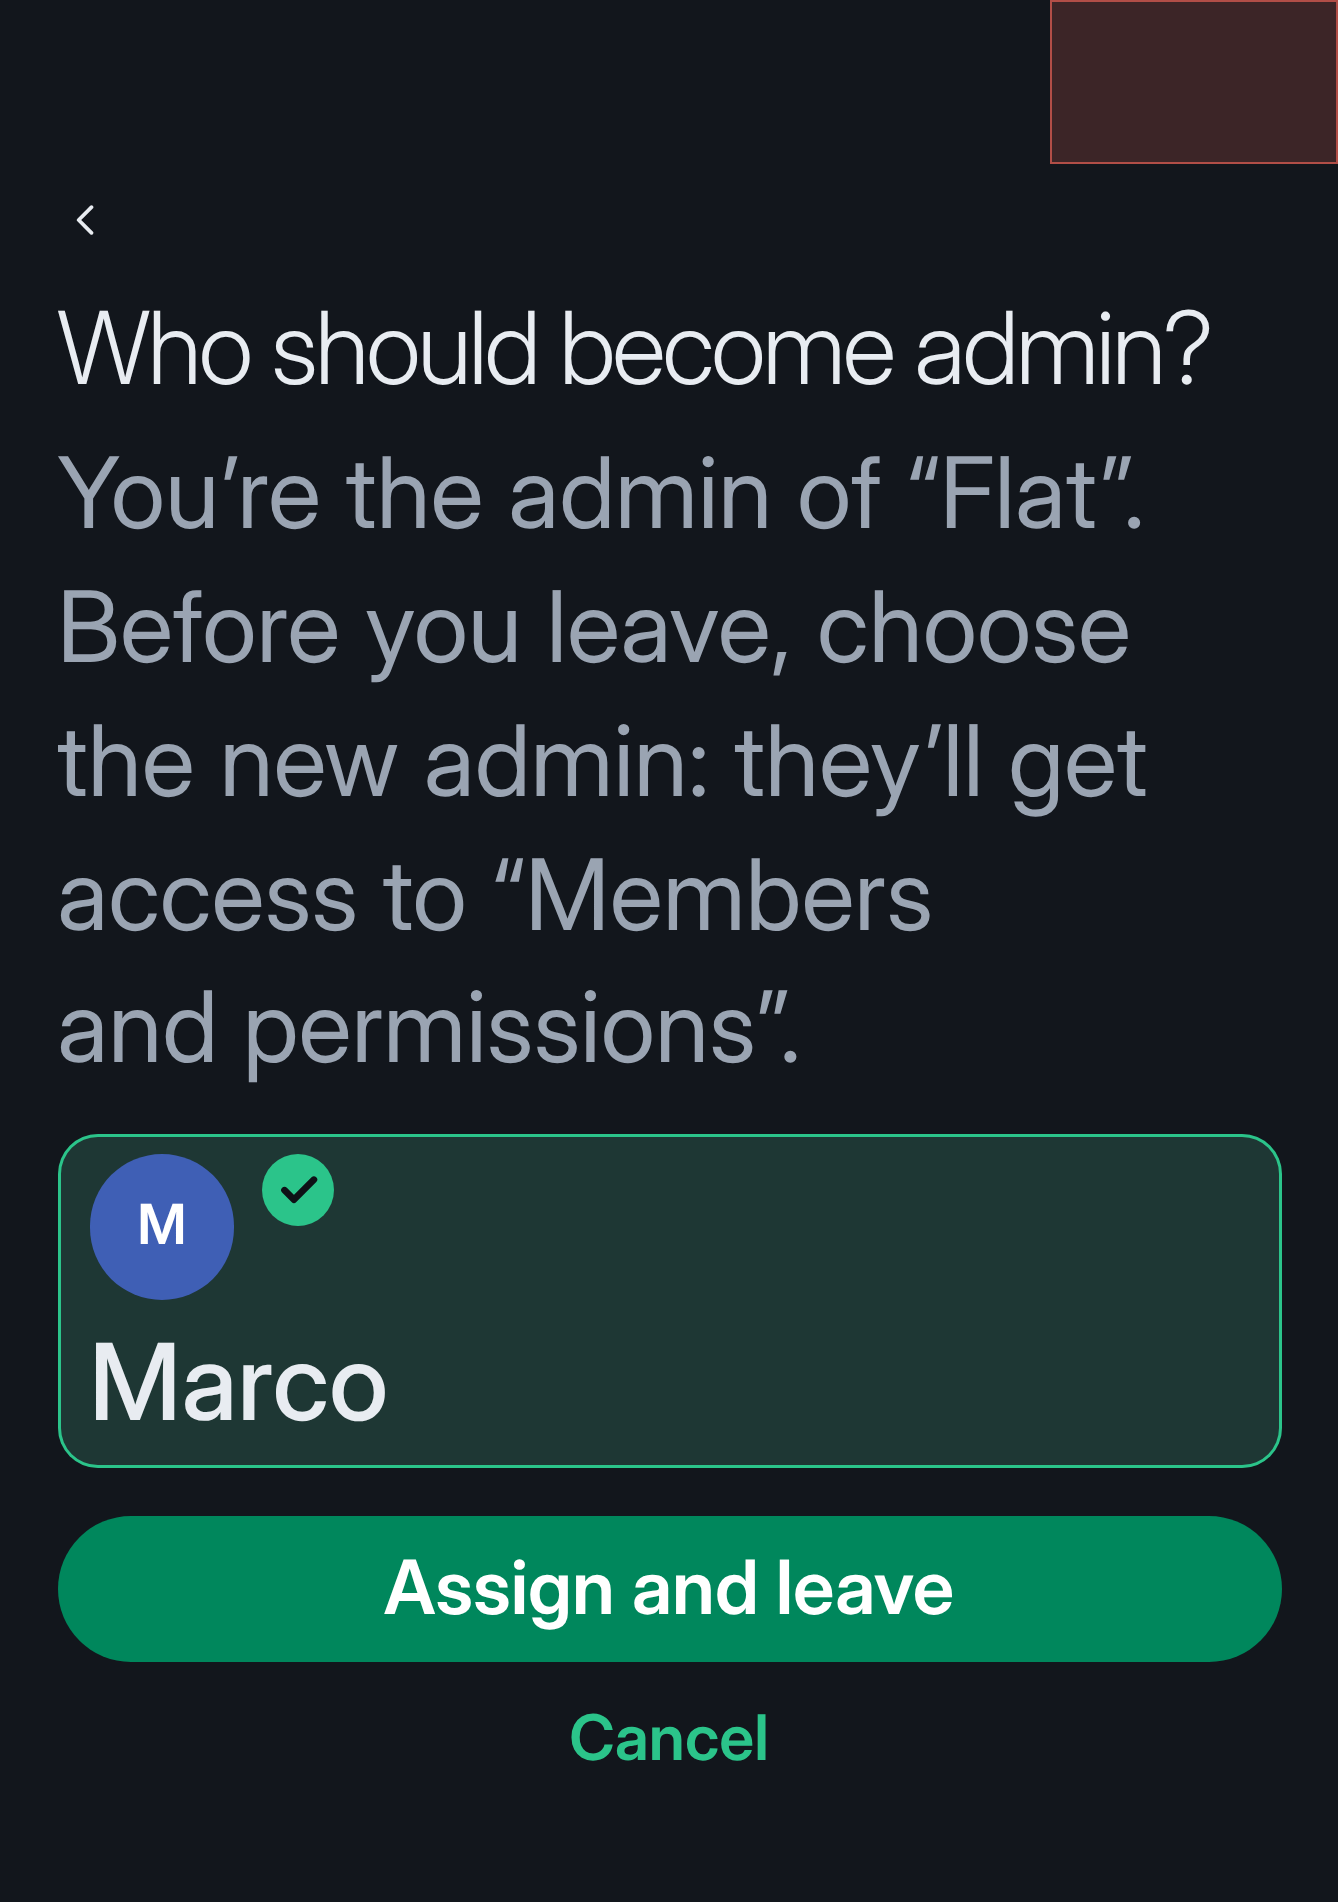 Who should become admin?
You’re the admin of “Flat”.
Before you leave, choose
the new admin: they’ll get
access to “Members
and permissions”.
M
Marco
Assign and leave
Cancel